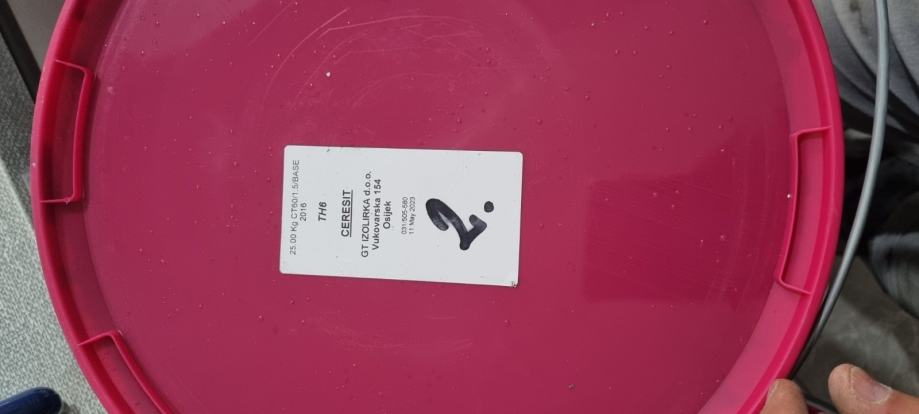 25.00 Kg CT60/1.5/BASE
2016
TH6
CERESIT
GT IZOLIRKA d.o.o.
Vukovarska 154
Osijek
031/505-580
11 May 2023
2.